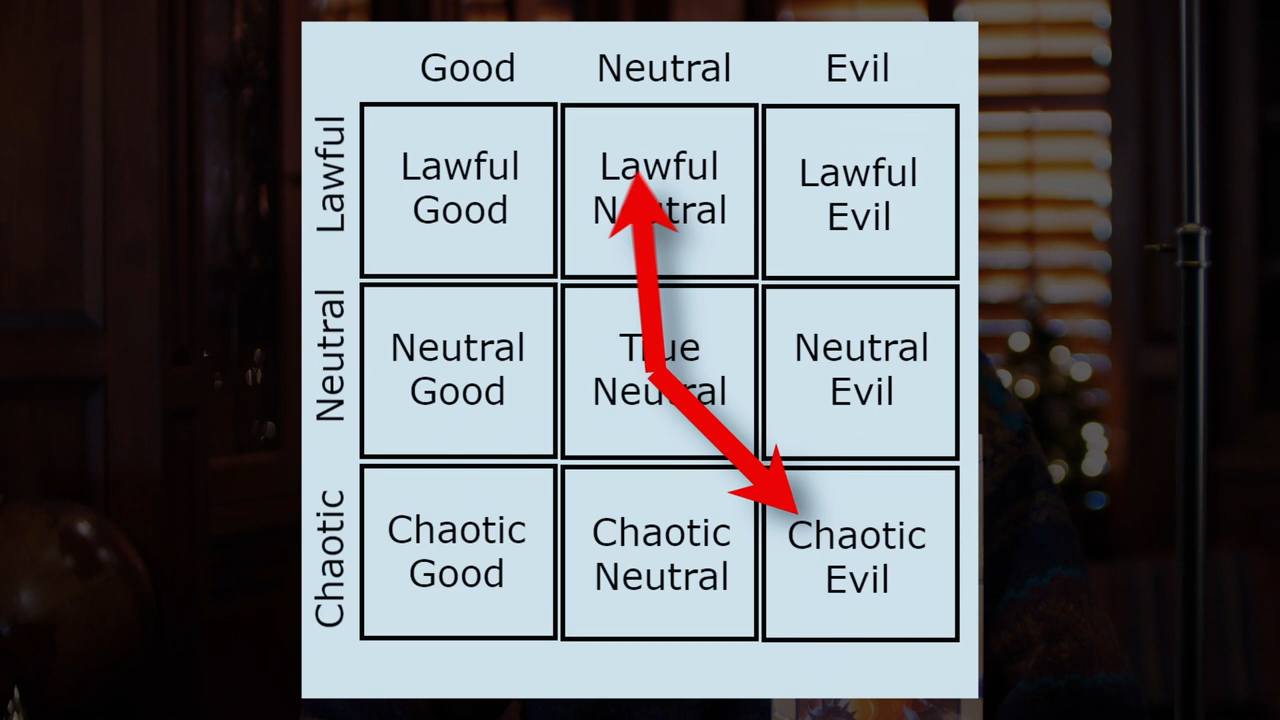 Good Neutral Evil
Lawful
Lawful Good
Lawful Neutral
Lawful Evil
Neutral
Neutral Good
True Neutral
Neutral Evil
Chaotic
Chaotic Good
Chaotic Neutral
Chaotic Evil